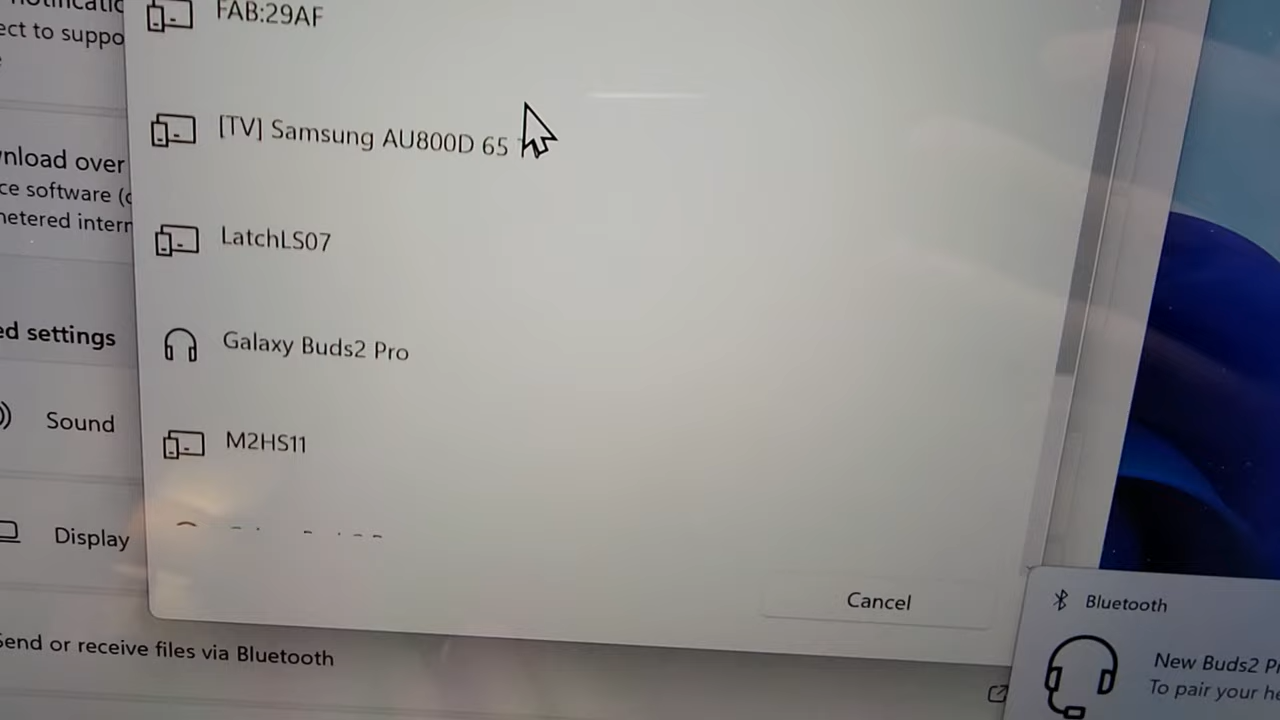 FAB:29AF
ect to suppo
[TV] Samsung AU800D 65
nload over
ce software (
netered intern
LatchLS07
ed settings
Galaxy Buds2 Pro
Sound
M2HS11
Display
Cancel
Bluetooth
Send or receive files via Bluetooth
New Buds2 P
To pair your he